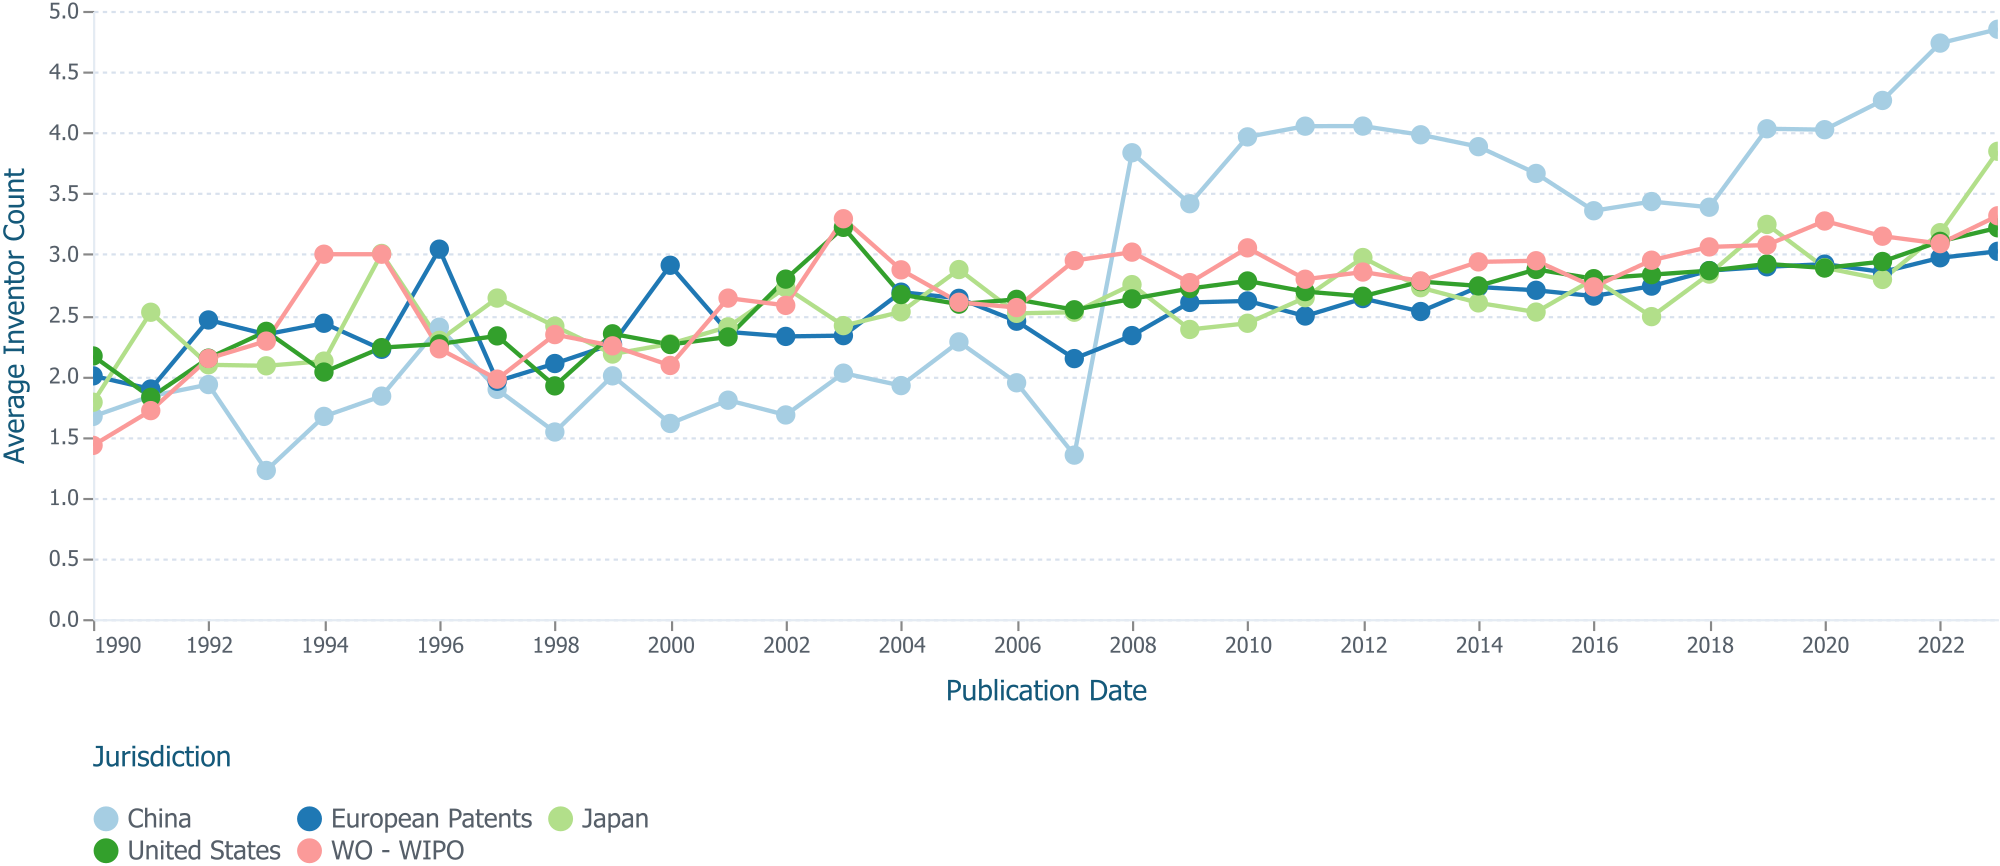 5.0
4.5
4.0
3.5
3.0
2.5
2.0
1.5
1.0
0.5
0.0
Average Inventor Count
1990 1992 1994 1996 1998 2000 2002 2004 2006 2008 2010 2012 2014 2016 2018 2020 2022
Publication Date
Jurisdiction
China European Patents Japan
United States WO - WIPO